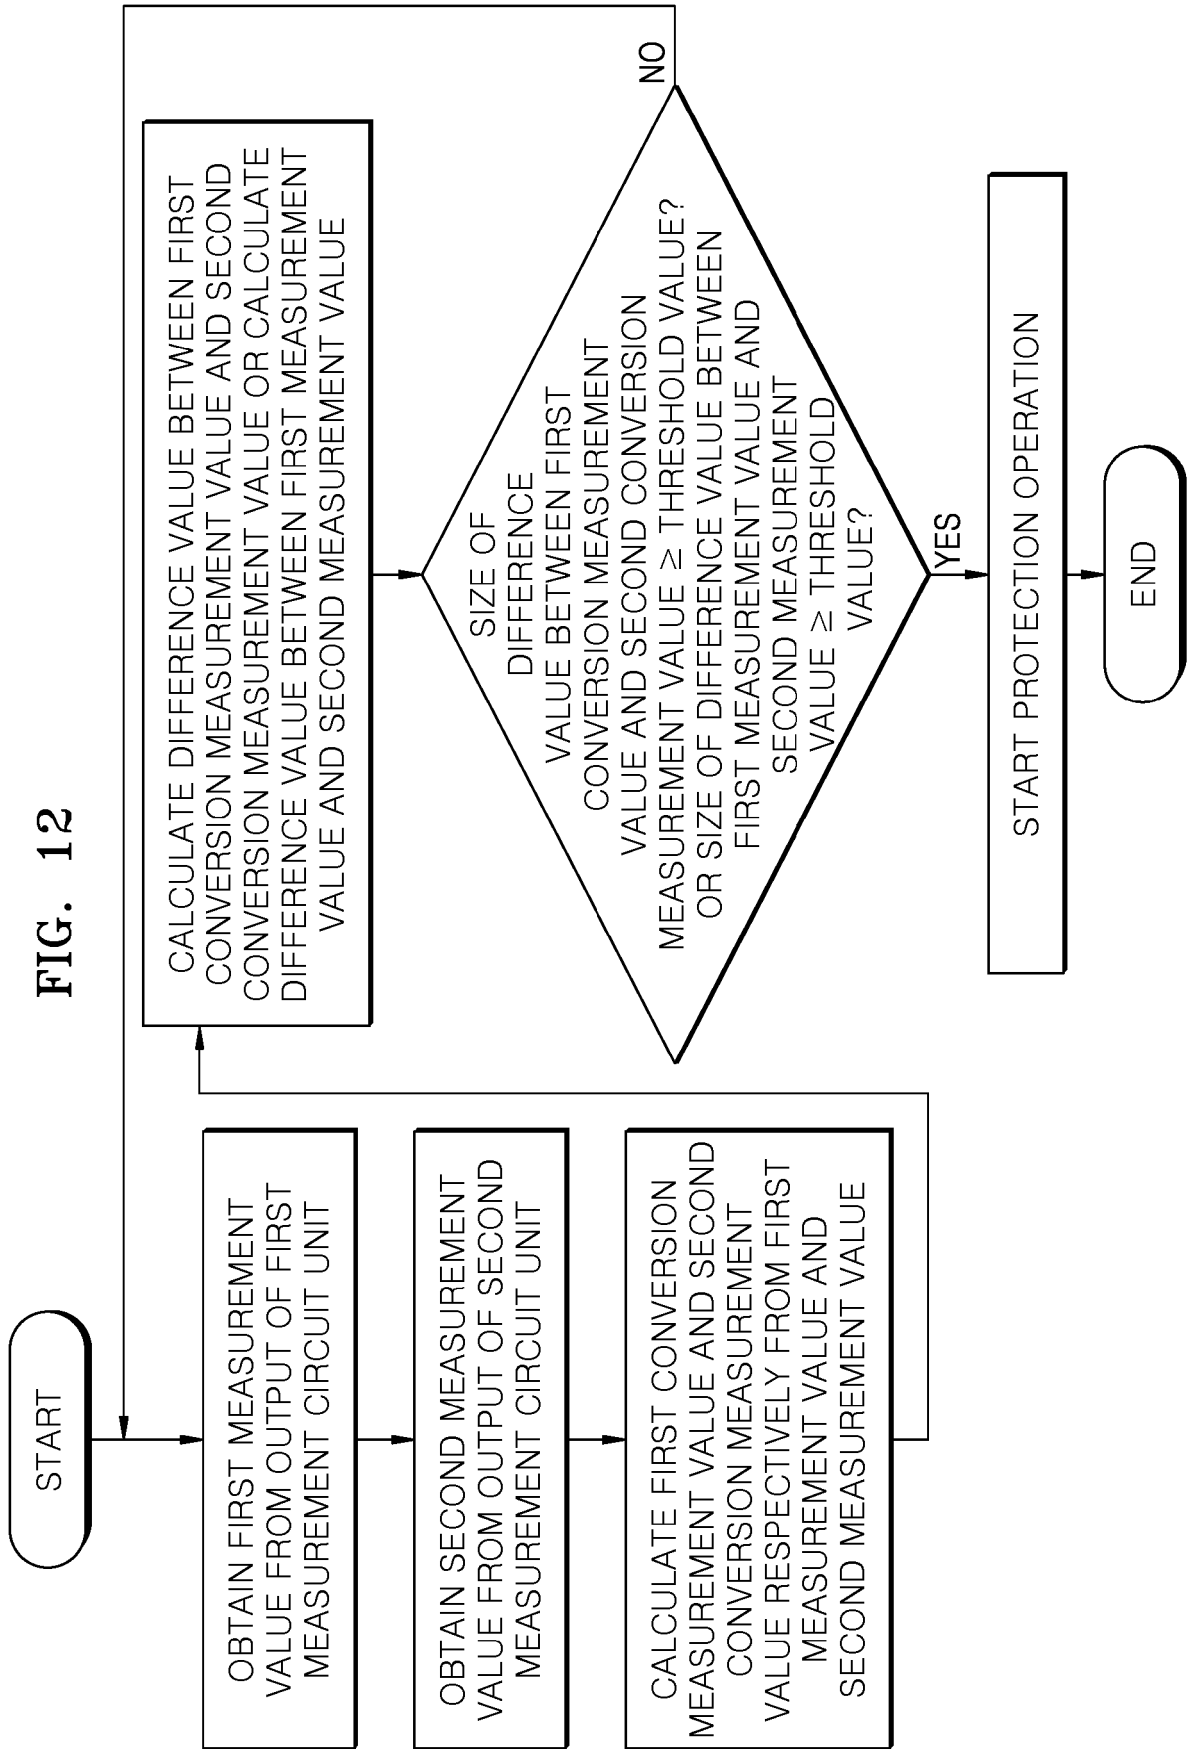 FIG. 12
START
OBTAIN FIRST MEASUREMENT
VALUE FROM OUTPUT OF FIRST
MEASUREMENT CIRCUIT UNIT
OBTAIN SECOND MEASUREMENT
VALUE FROM OUTPUT OF SECOND
MEASUREMENT CIRCUIT UNIT
CALCULATE FIRST CONVERSION
MEASUREMENT VALUE AND SECOND
CONVERSION MEASUREMENT
VALUE RESPECTIVELY FROM FIRST
MEASUREMENT VALUE AND
SECOND MEASUREMENT VALUE
CALCULATE DIFFERENCE VALUE BETWEEN FIRST
CONVERSION MEASUREMENT VALUE AND SECOND
CONVERSION MEASUREMENT VALUE OR CALCULATE
DIFFERENCE VALUE BETWEEN FIRST MEASUREMENT
VALUE AND SECOND MEASUREMENT VALUE
SIZE OF
DIFFERENCE
VALUE BETWEEN FIRST
CONVERSION MEASUREMENT
VALUE AND SECOND CONVERSION
MEASUREMENT VALUE ≥ THRESHOLD VALUE?
OR SIZE OF DIFFERENCE VALUE BETWEEN
FIRST MEASUREMENT VALUE AND
SECOND MEASUREMENT
VALUE ≥ THRESHOLD
VALUE?
NO
YES
START PROTECTION OPERATION
END